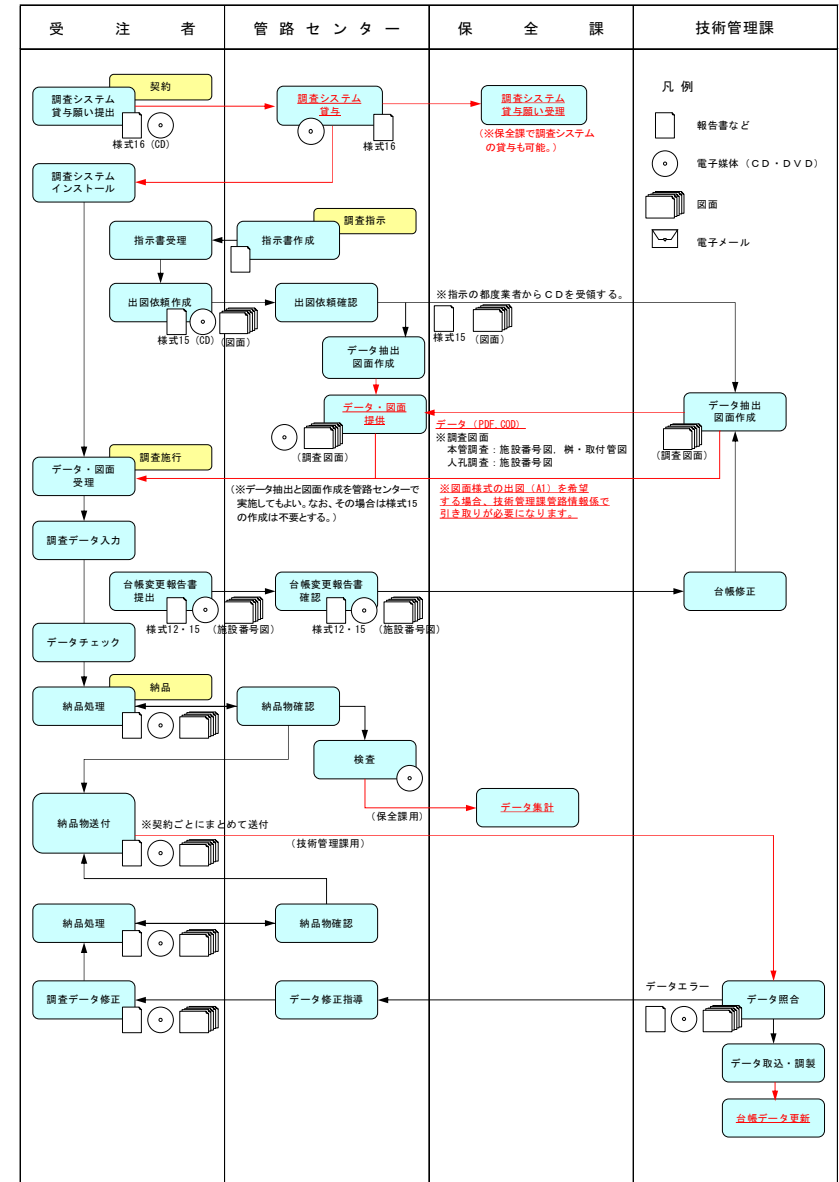 受注者
管路センター
保全課
技術管理課
契約
調査システム
貸与願い提出
様式16 (CD)
調査システム
貸与
様式16
調査システム
貸与願い受理
(※保全課で調査システム
の貸与も可能。)
凡例
報告書など
電子媒体(CD・DVD)
図面
電子メール
調査システム
インストール
調査指示
指示書受理
指示書作成
出図依頼作成
様式15 (CD)
(図面)
出図依頼確認
※指示の都度業者からCDを受領する。
様式15
(図面)
データ抽出
図面作成
データ・図面
提供
(調査図面)
データ (PDF.COD)
※調査図面
本管調査:施設番号図、桝・取付管図
人孔調査:施設番号図
データ抽出
図面作成
(調査図面)
調査施行
データ・図面
受理
(※データ抽出と図面作成を管路センターで
実施してもよい。なお、その場合は様式15
の作成は不要とする。)
※図面様式の出図(A1)を希望
する場合、技術管理課管路情報係で
引き取りが必要になります。
調査データ入力
台帳変更報告書
提出
様式12・15
(施設番号図)
台帳変更報告書
確認
様式12・15
(施設番号図)
台帳修正
データチェック
納品
納品処理
納品物確認
検査
(保全課用)
データ集計
納品物送付
※契約ごとにまとめて送付
(技術管理課用)
納品処理
納品物確認
調査データ修正
データ修正指導
データエラー
データ照合
データ取込・調製
台帳データ更新